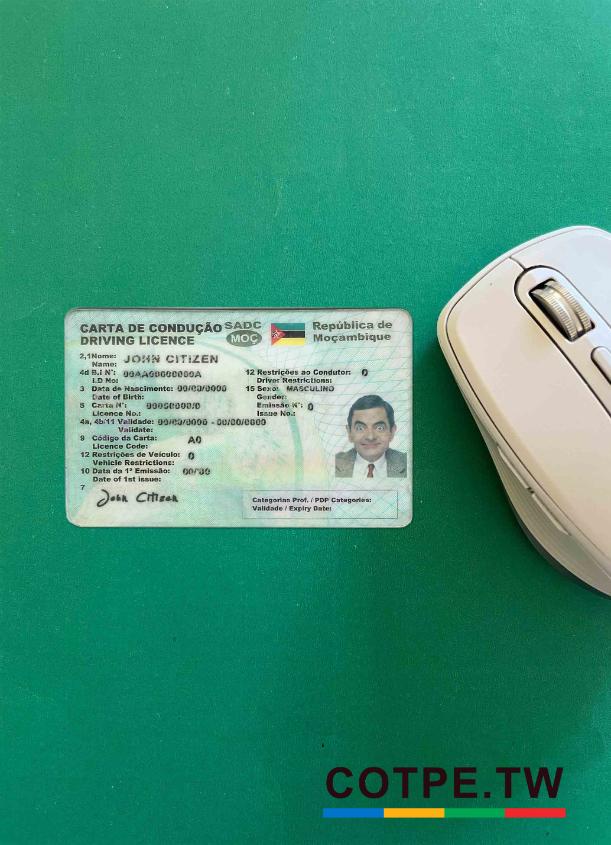 CARTA DE CONDUÇÃO SADC República de
DRIVING LICENCE MOÇ Moçambique
2,1 Nome: JOHN CITIZEN
Name:
4d B.I Nº: 00AA00000000A 12 Restrições ao Condutor: 0
I.D No: Driver Restrictions:
3 Data de Nascimento: 00/00/0000 15 Sexo: MASCULINO
Date of Birth: Gender:
5 Carta Nº: 00000000/0 Emissão Nº: 0
Licence No.: Issue No.:
4a, 4b/11 Validade: 00/00/0000 - 00/00/0000
Validate:
9 Código da Carta: A0
Licence Code:
12 Restrições de Veículo: 0
Vehicle Restrictions:
10 Data da 1ª Emissão: 00/00
Date of 1st issue:
7
John Citizen
Categorias Prof. / PDP Categories:
Validade / Expiry Date:
COTPE.TW